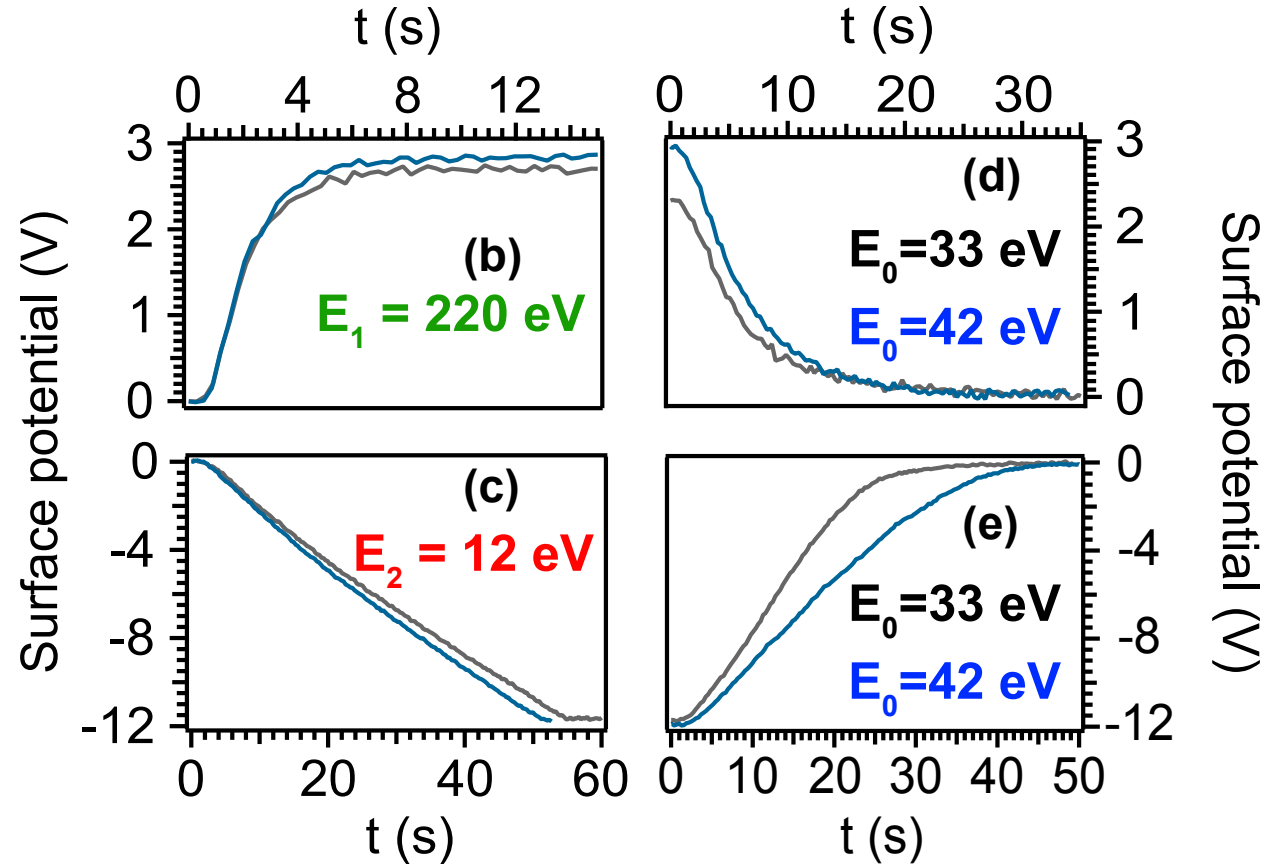 t (s)
0 4 8 12
3
2
1
0
Surface potential (V)
(b)
E₁ = 220 eV
t (s)
0 10 20 30
3
2
1
0
Surface potential (V)
(d)
E₀=33 eV
E₀=42 eV
0
-4
-8
-12
(c)
E₂ = 12 eV
0 20 40 60
t (s)
0
-4
-8
-12
(e)
E₀=33 eV
E₀=42 eV
0 10 20 30 40 50
t (s)